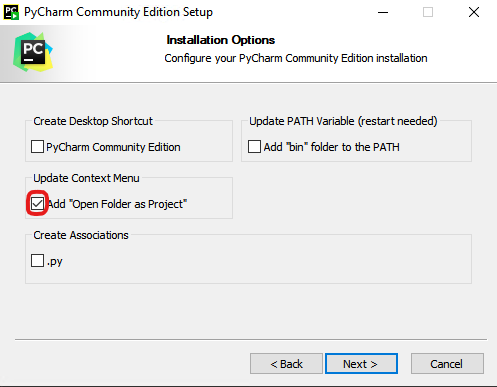 PyCharm Community Edition Setup
PC
Installation Options
Configure your PyCharm Community Edition installation
Create Desktop Shortcut
PyCharm Community Edition
Update PATH Variable (restart needed)
Add "bin" folder to the PATH
Update Context Menu
Add "Open Folder as Project"
Create Associations
.py
< Back
Next >
Cancel